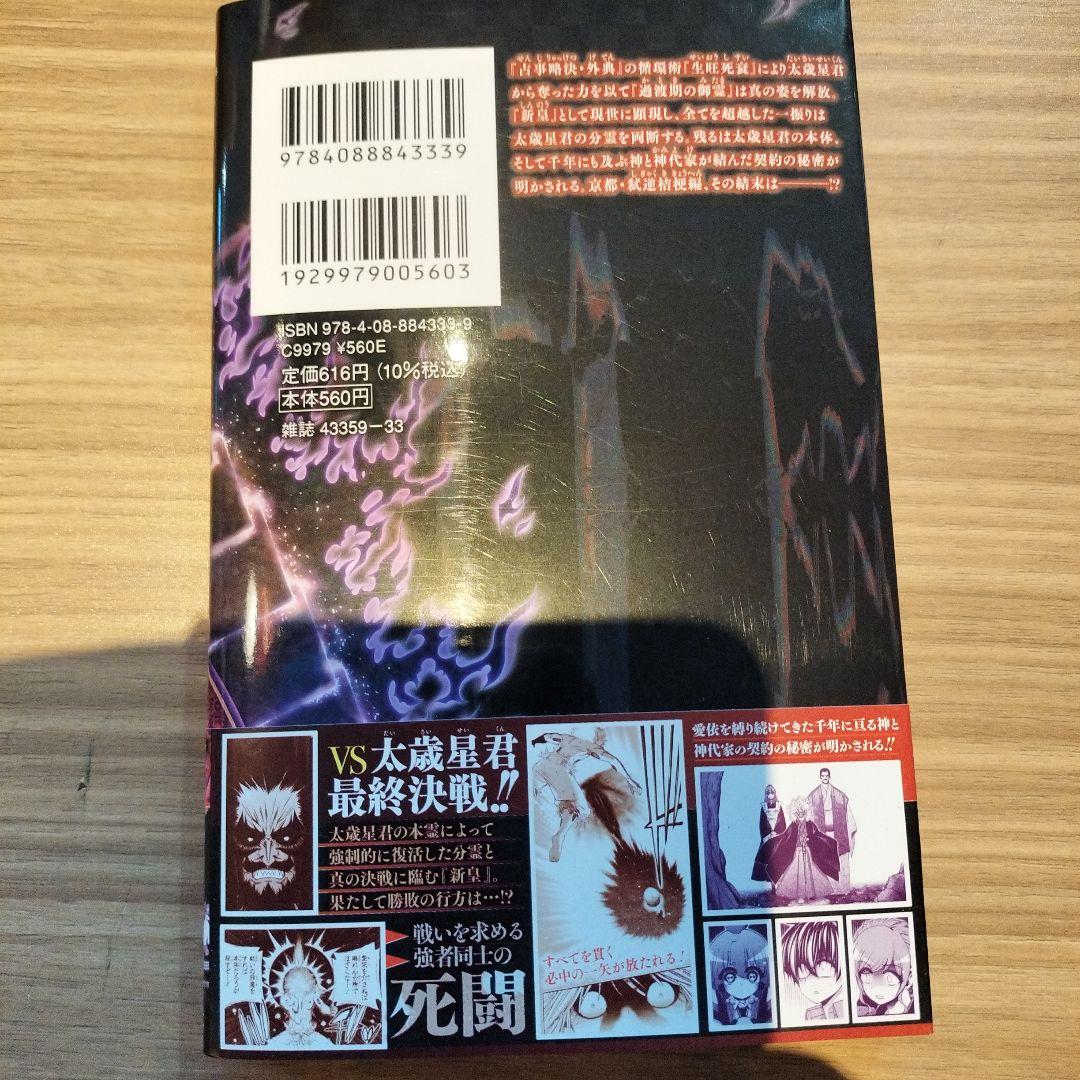 9784088843339
1929979005603
ISBN 978-4-08-884333-9
C9979 ¥560E
定価616円(10%税込)
本体560円
雑誌 43359-33
『占事略決・外典』の循環術『生旺死衰』により太歳星君
から奪った力を以て『過渡期の御霊』は真の姿を解放。
『新皇』として現世に顕現し、全てを超越した一振りは
太歳星君の分霊を両断する。残るは太歳星君の本体、
そして千年にも及ぶ神と神代家が結んだ契約の秘密が
明かされる。京都・弑逆桔梗編、その結末は———!?
VS太歳星君
最終決戦!!
太歳星君の本霊によって
強制的に復活した分霊と
真の決戦に臨む『新皇』。
果たして勝敗の行方は…!?
戦いを求める
強者同士の
死闘
すべてを貫く
必中の一矢が放たれる!
愛依を縛り続けてきた千年に亘る神と
神代家の契約の秘密が明かされる!!